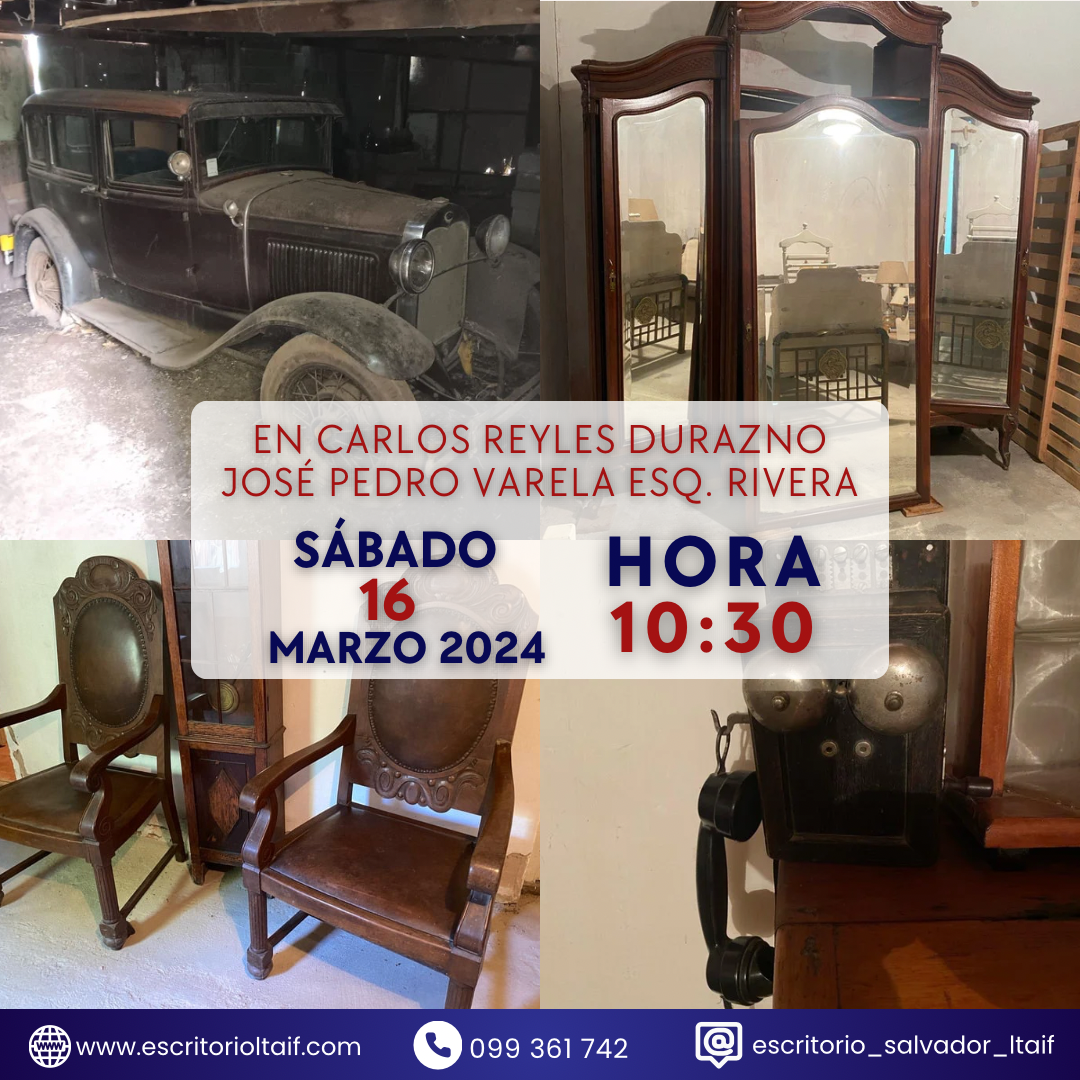 EN CARLOS REYLES DURAZNO
JOSÉ PEDRO VARELA ESQ. RIVERA
SÁBADO
16
MARZO 2024
HORA
10:30
www.escritorioltaif.com
099 361 742
escritorio_salvador_ltaif